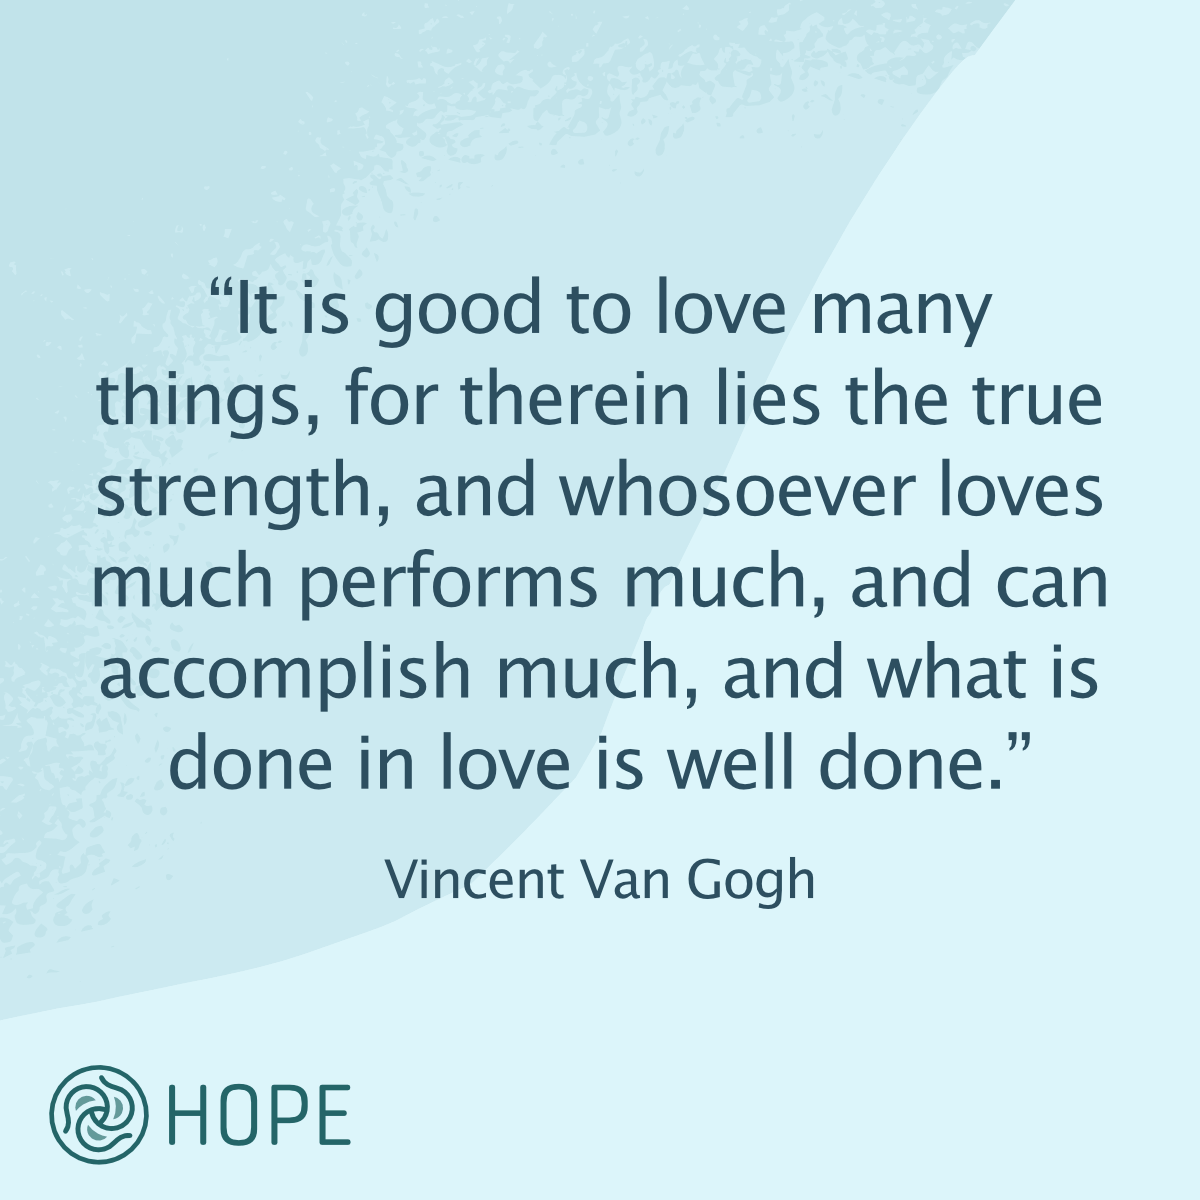 “It is good to love many
things, for therein lies the true
strength, and whosoever loves
much performs much, and can
accomplish much, and what is
done in love is well done.”
Vincent Van Gogh
HOPE